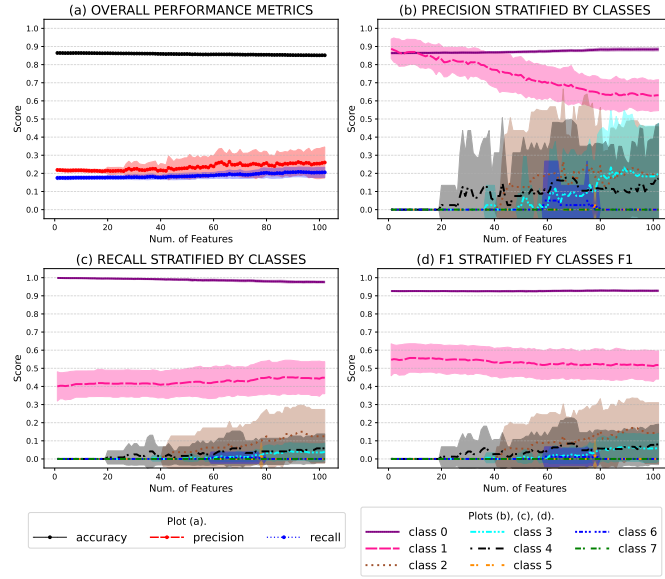 (a) OVERALL PERFORMANCE METRICS
1.0
0.9
0.8
0.7
0.6
0.5
0.4
0.3
0.2
0.1
0.0
Score
0 20 40 60 80 100
Num. of Features
(b) PRECISION STRATIFIED BY CLASSES
1.0
0.9
0.8
0.7
0.6
0.5
0.4
0.3
0.2
0.1
0.0
Score
0 20 40 60 80 100
Num. of Features
(c) RECALL STRATIFIED BY CLASSES
1.0
0.9
0.8
0.7
0.6
0.5
0.4
0.3
0.2
0.1
0.0
Score
0 20 40 60 80 100
Num. of Features
(d) F1 STRATIFIED FY CLASSES F1
1.0
0.9
0.8
0.7
0.6
0.5
0.4
0.3
0.2
0.1
0.0
Score
0 20 40 60 80 100
Num. of Features
Plot (a).
accuracy precision recall
Plots (b), (c), (d).
class 0 class 3 class 6
class 1 class 4 class 7
class 2 class 5